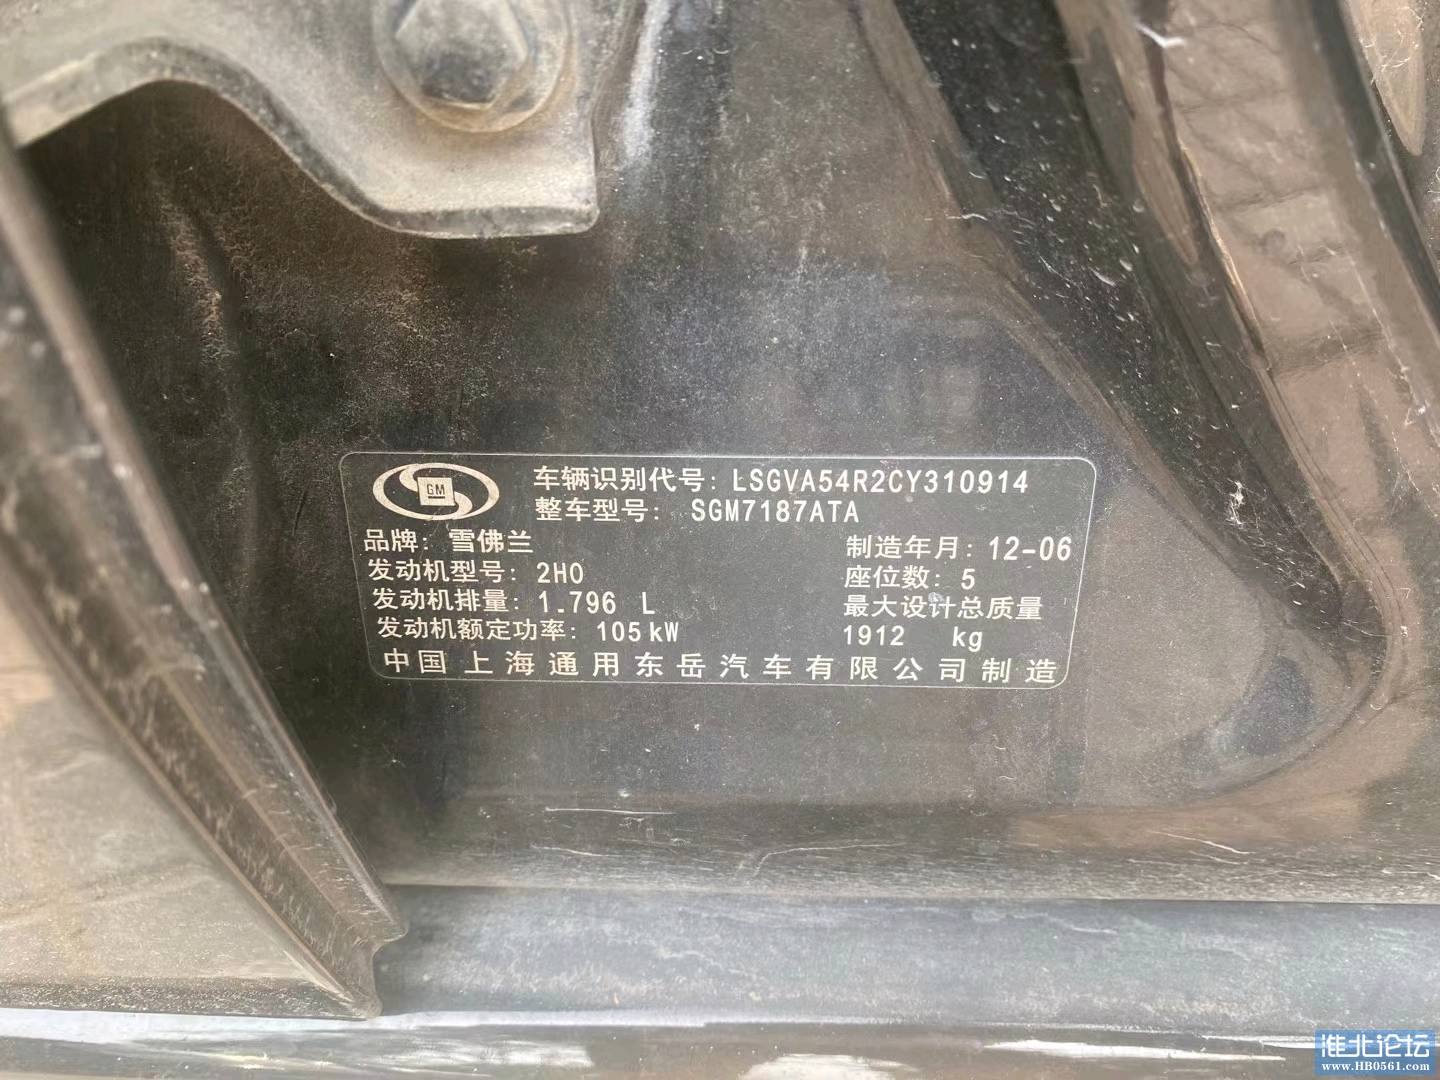 GM
车辆识别代号: LSGVA54R2CY310914
整车型号: SGM7187ATA
品牌: 雪佛兰
制造年月: 12-06
发动机型号: 2H0
座位数: 5
发动机排量: 1.796 L
最大设计总质量
发动机额定功率: 105kW
1912 kg
中国上海通用东岳汽车有限公司制造
淮北论坛
www.HB0561.com